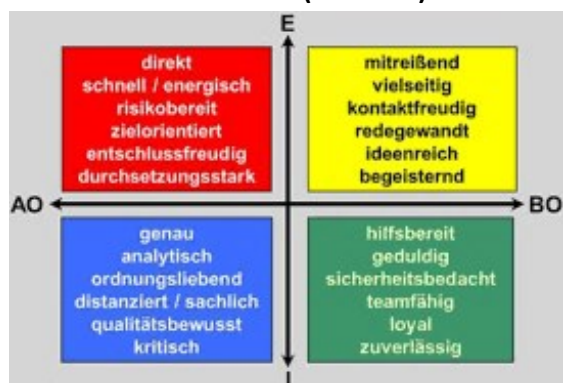 E
direkt
schnell / energisch
risikobereit
zielorientiert
entschlussfreudig
durchsetzungsstark
mitreißend
vielseitig
kontaktfreudig
redegewandt
ideenreich
begeisternd
AO
BO
genau
analytisch
ordnungsliebend
distanziert / sachlich
qualitätsbewusst
kritisch
hilfsbereit
geduldig
sicherheitsbedacht
teamfähig
loyal
zuverlässig